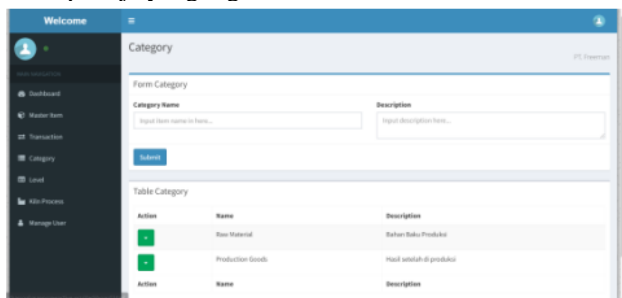 Welcome
Category
PT. Freeman
MAIN NAVIGATION
Dashboard
Master Item
Transaction
Category
Level
Kiln Process
Manage User
Form Category
Category Name Description
Input item name in here... Input description here...
Submit
Table Category
Action Name Description
Raw Material Bahan Baku Produksi
Production Goods Hasil setelah di produksi
Action Name Description